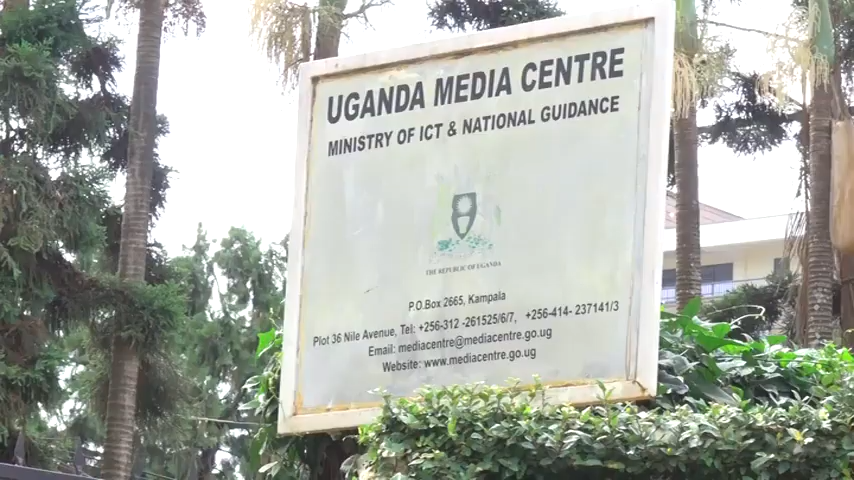 UGANDA MEDIA CENTRE
MINISTRY OF ICT & NATIONAL GUIDANCE
THE REPUBLIC OF UGANDA
P.O.Box 2665, Kampala
Plot 36 Nile Avenue, Tel: +256-312 -261525/6/7, +256-414- 237141/3
Email: mediacentre@mediacentre.go.ug
Website: www.mediacentre.go.ug